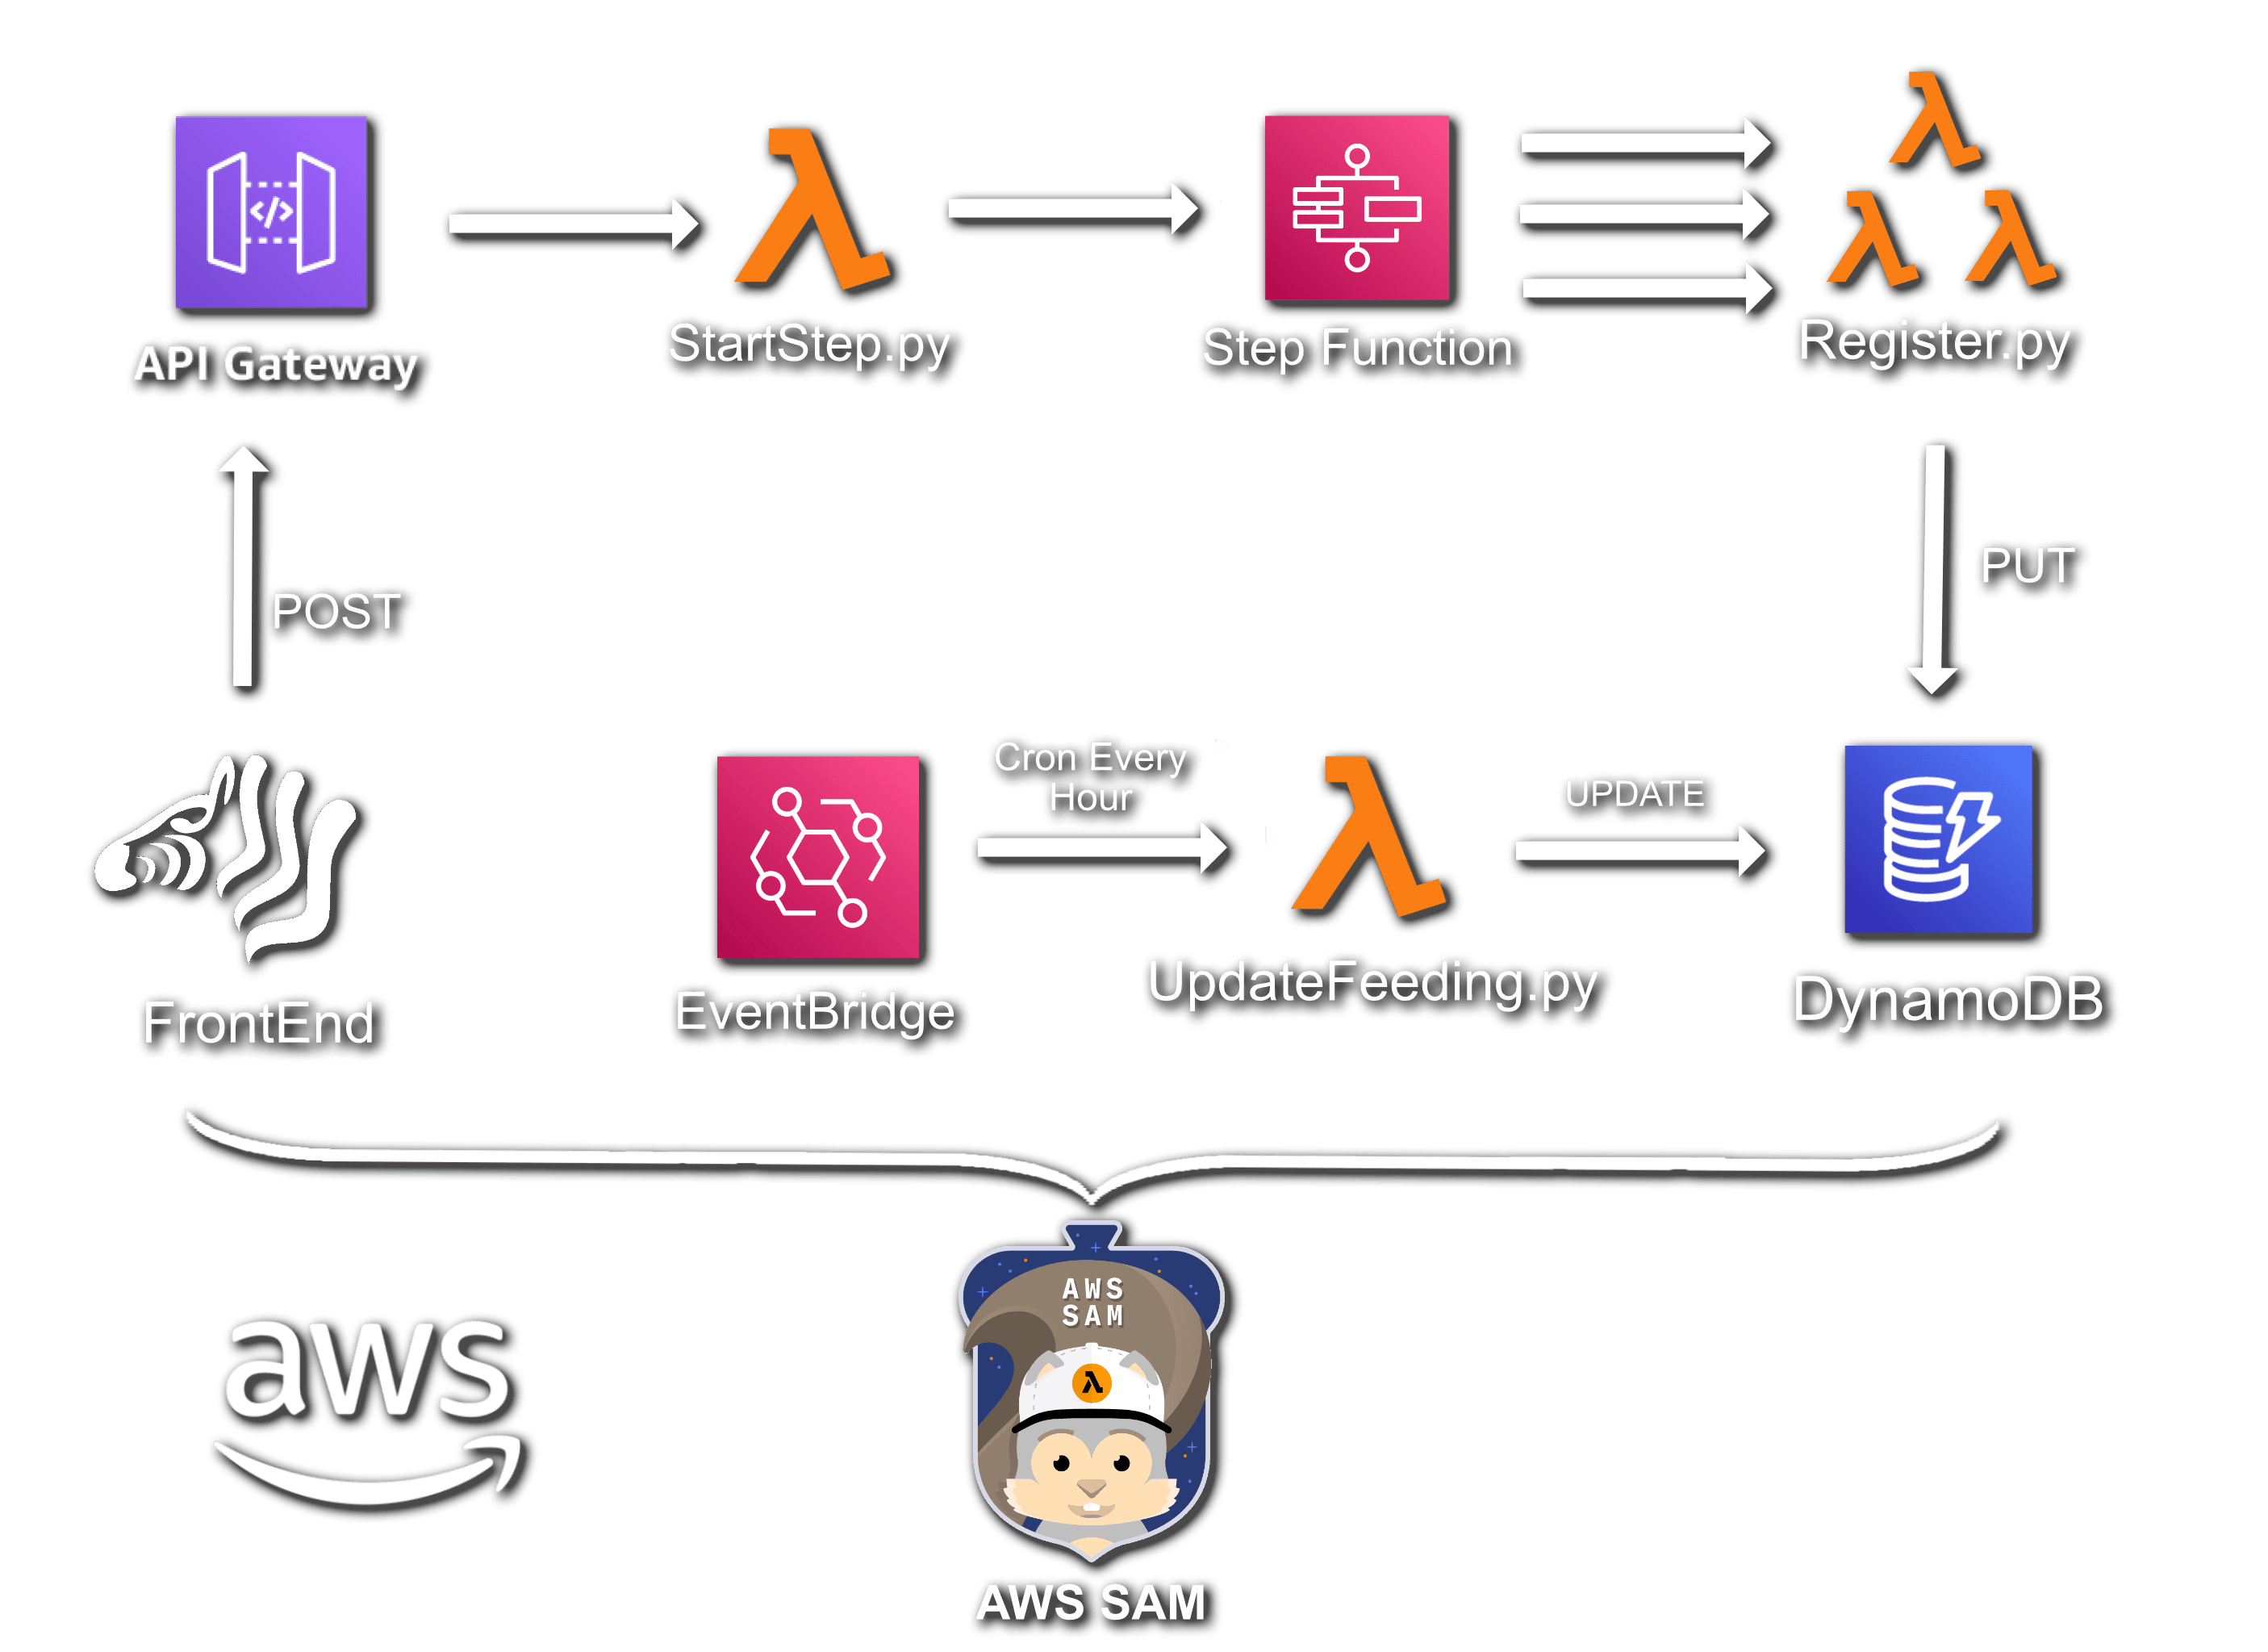 API Gateway
StartStep.py
Step Function
Register.py
POST
PUT
Cron Every
Hour
UPDATE
FrontEnd
EventBridge
UpdateFeeding.py
DynamoDB
aws
AWS
SAM
AWS SAM